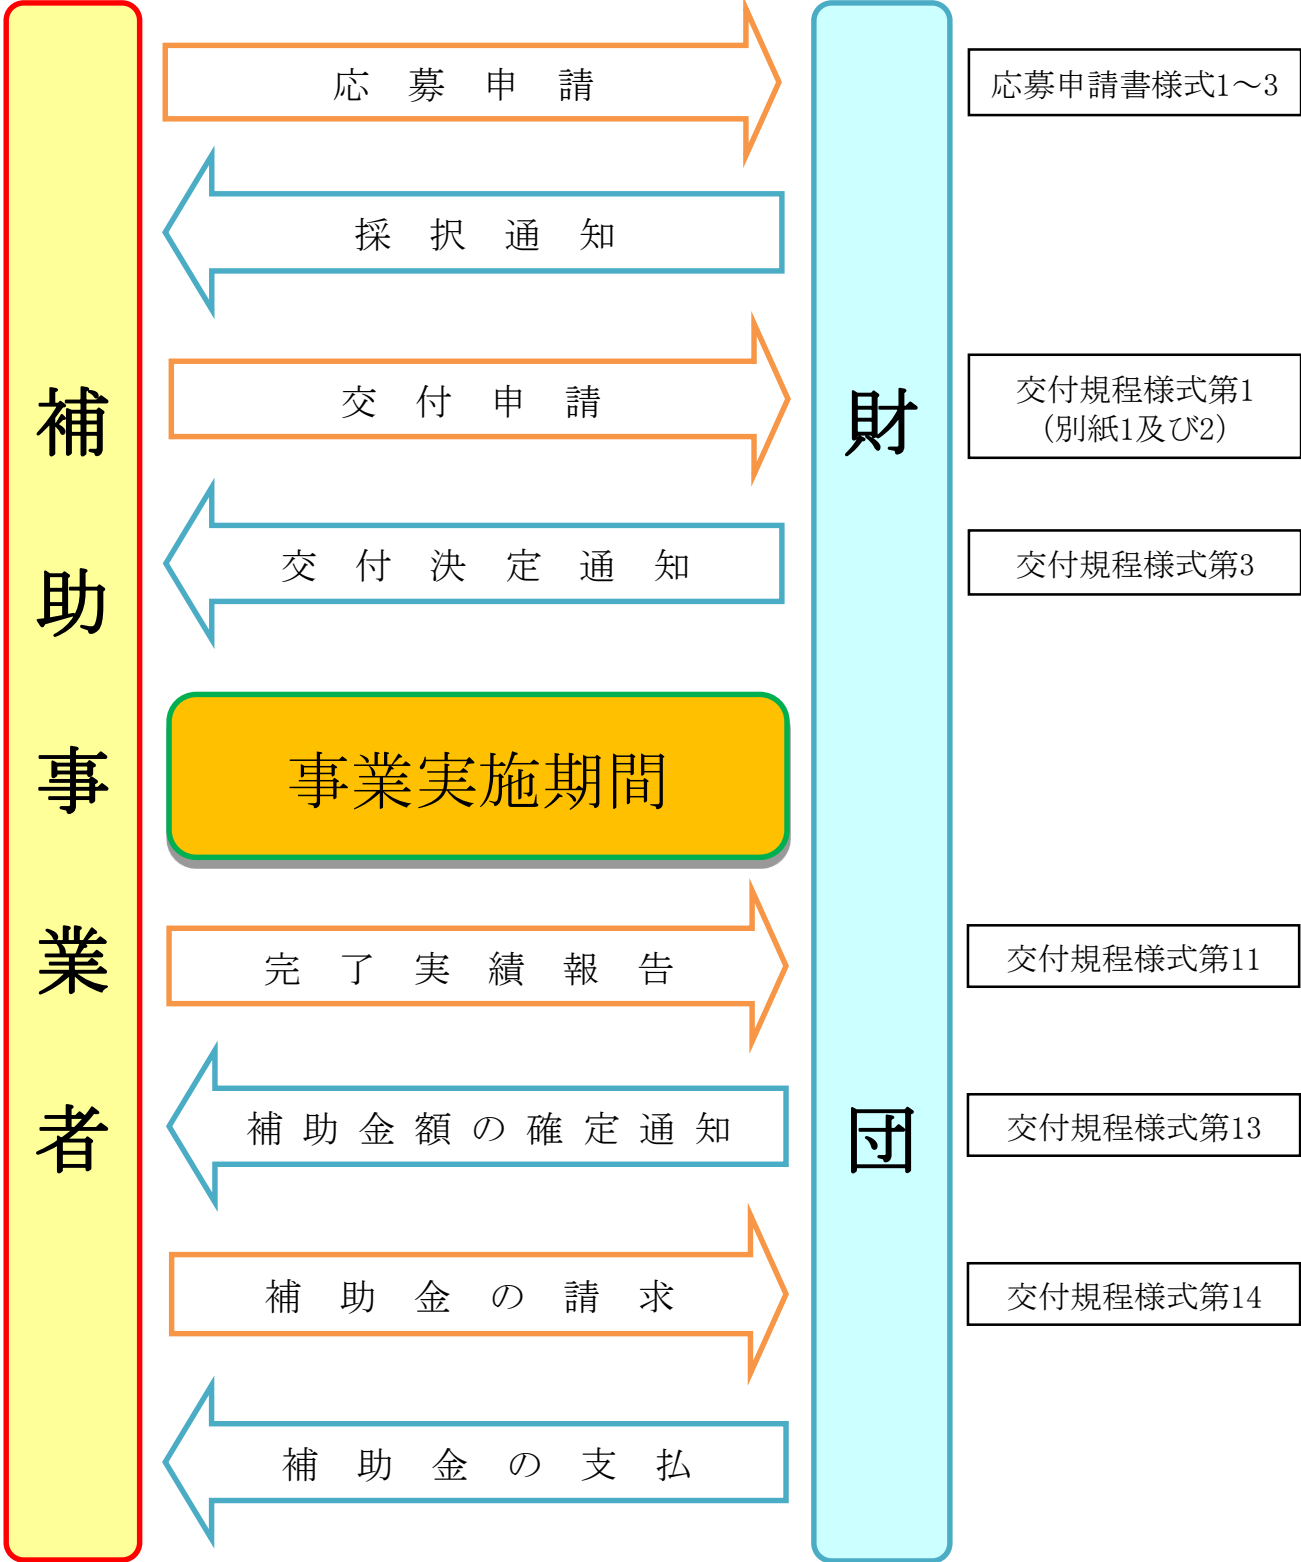 補助事業者
財団
応募申請
応募申請書様式1～3
採択通知
交付申請
交付規程様式第1
(別紙1及び2)
交付決定通知
交付規程様式第3
事業実施期間
完了実績報告
交付規程様式第11
補助金額の確定通知
交付規程様式第13
補助金の請求
交付規程様式第14
補助金の支払